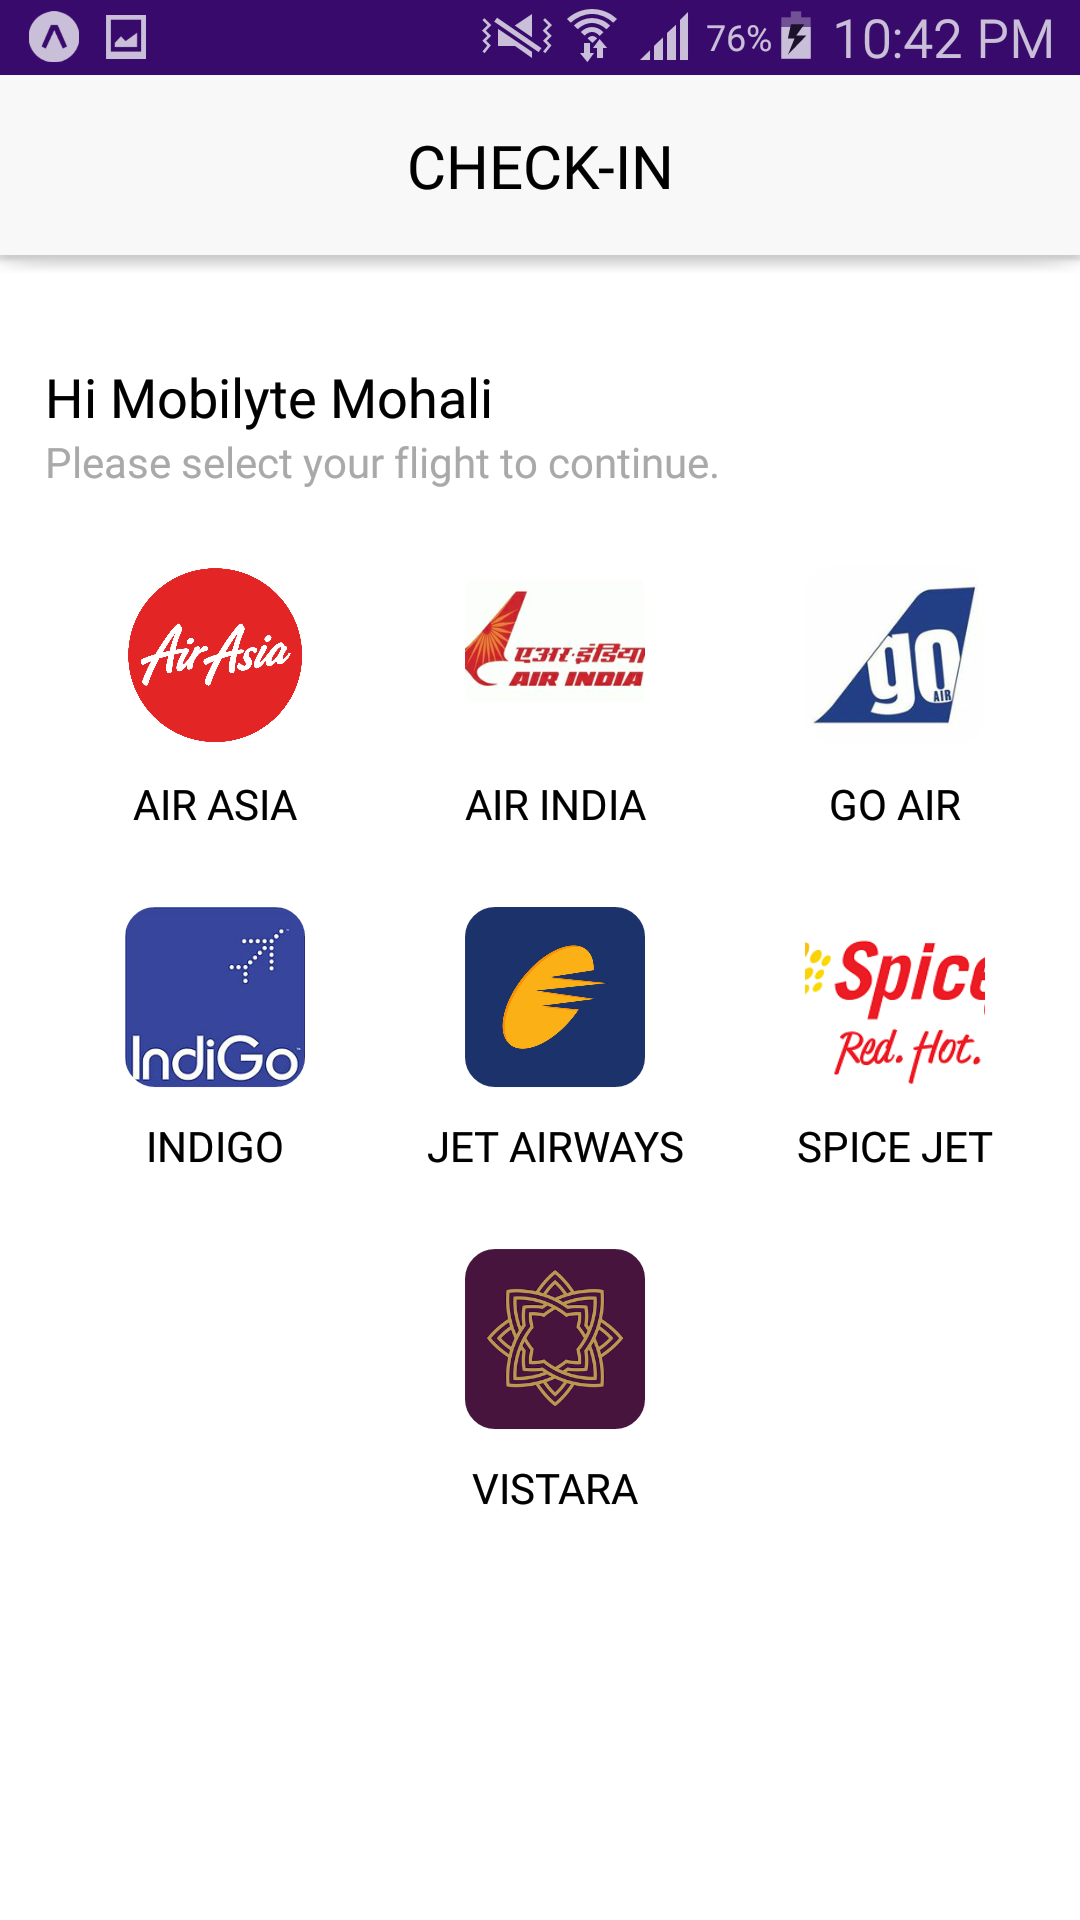 76% 10:42 PM
CHECK-IN
Hi Mobilyte Mohali
Please select your flight to continue.
AirAsia
एअर इंडिया
AIR INDIA
go
AIR
AIR ASIA AIR INDIA GO AIR
IndiGo
Spice
Red. Hot.
INDIGO JET AIRWAYS SPICE JET
VISTARA